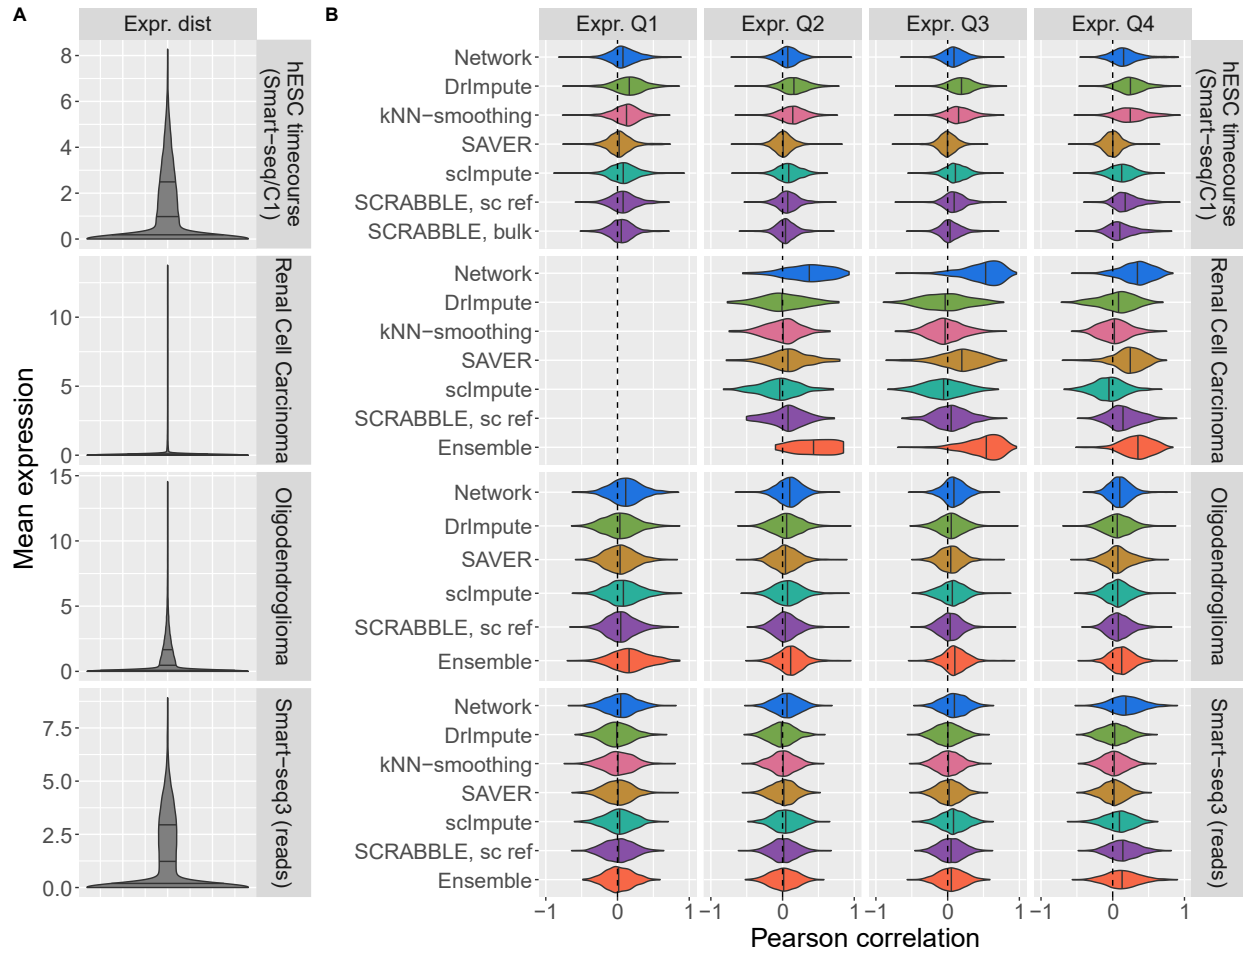 A
Expr. dist
8
6
4
2
0
hESC timecourse
(Smart−seq/C1)
10
5
0
Renal Cell Carcinoma
15
10
5
0
Oligodendroglioma
7.5
5.0
2.5
0.0
Smart−seq3 (reads)
Mean expression
B
Expr. Q1
Expr. Q2
Expr. Q3
Expr. Q4
Network
DrImpute
kNN−smoothing
SAVER
scImpute
SCRABBLE, sc ref
SCRABBLE, bulk
hESC timecourse
(Smart−seq/C1)
Network
DrImpute
kNN−smoothing
SAVER
scImpute
SCRABBLE, sc ref
Ensemble
Renal Cell Carcinoma
Network
DrImpute
SAVER
scImpute
SCRABBLE, sc ref
Ensemble
Oligodendroglioma
Network
DrImpute
kNN−smoothing
SAVER
scImpute
SCRABBLE, sc ref
Ensemble
Smart−seq3 (reads)
−1 0 1 −1 0 1 −1 0 1 −1 0 1
Pearson correlation